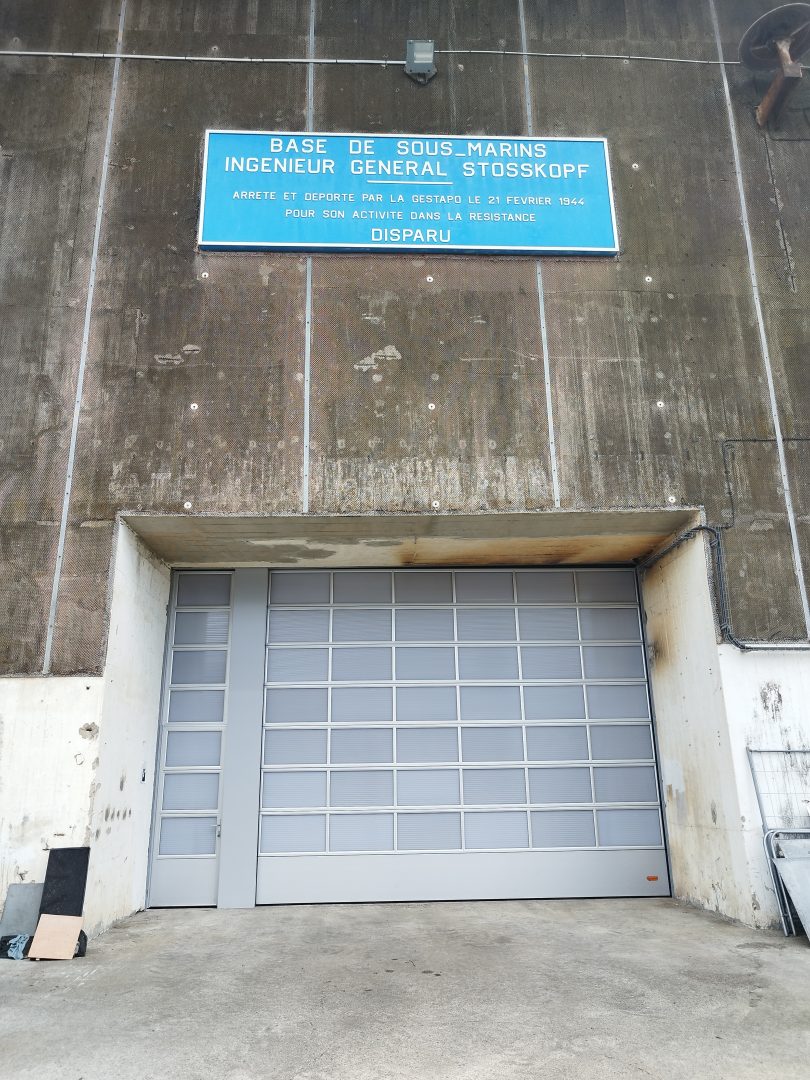 BASE DE SOUS_MARINS
INGENIEUR GENERAL STOSSKOPF
ARRETE ET DEPORTE PAR LA GESTAPO LE 21 FEVRIER 1944
POUR SON ACTIVITE DANS LA RESISTANCE
DISPARU